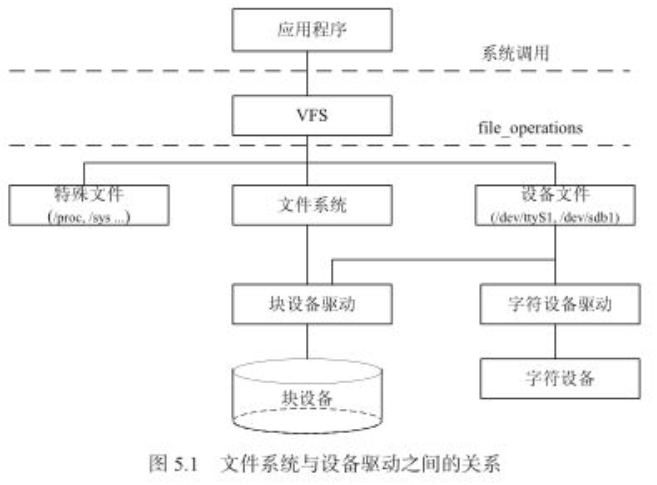 应用程序
系统调用
VFS
file_operations
特殊文件
(/proc, /sys ...)
文件系统
设备文件
(/dev/ttyS1, /dev/sdb1)
块设备驱动
字符设备驱动
块设备
字符设备
图 5.1 文件系统与设备驱动之间的关系